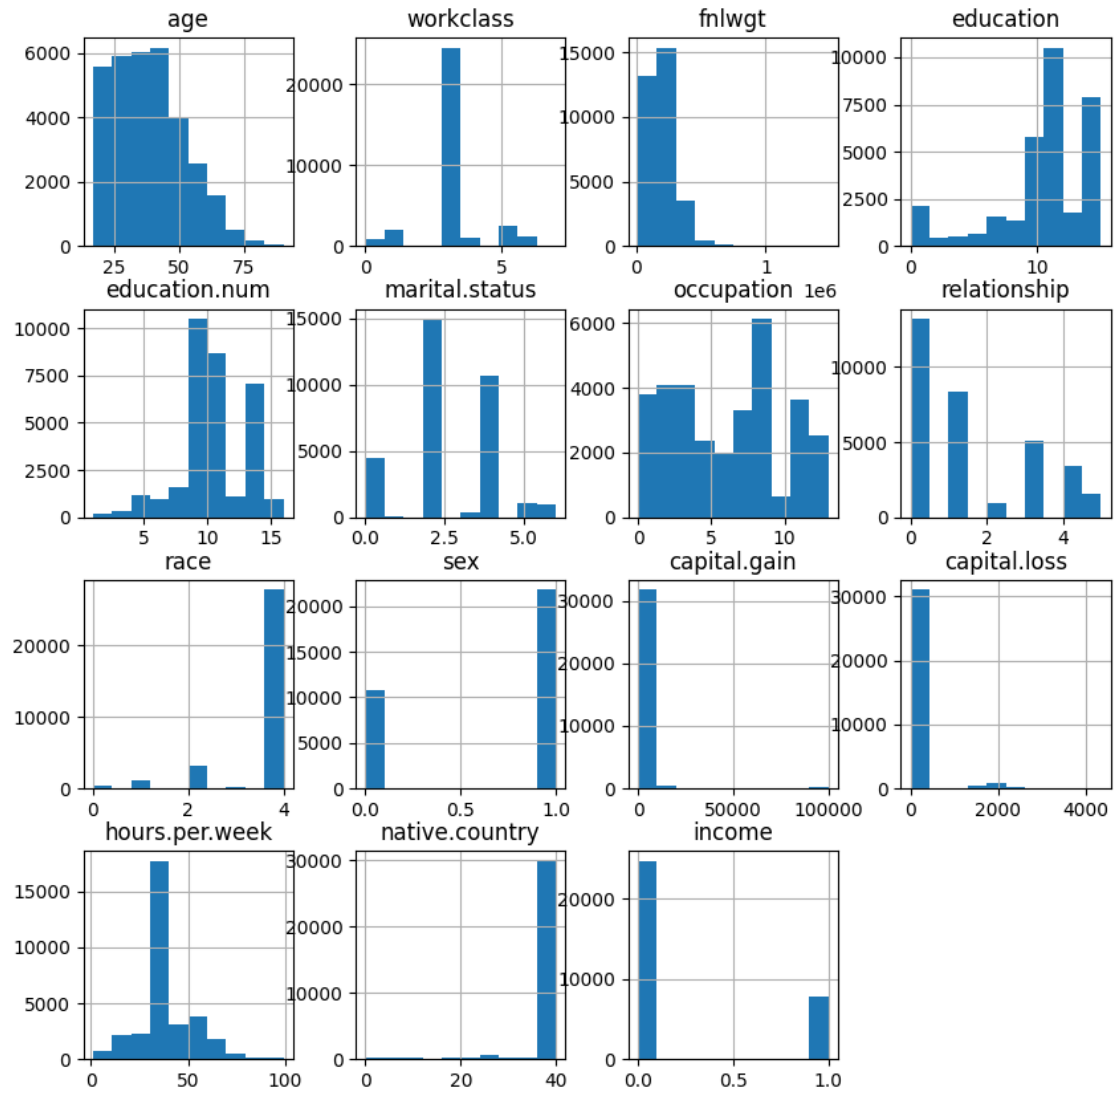 age workclass fnlwgt education
6000 4000 2000 0
20000 10000 0
15000 10000 5000 0
10000 7500 5000 2500 0
25 50 75 0 5 0 1 0 10
1e6
education.num marital.status occupation relationship
10000 7500 5000 2500 0
15000 10000 5000 0
6000 4000 2000 0
10000 5000 0
5 10 15 0.0 2.5 5.0 0 5 10 0 2 4
race sex capital.gain capital.loss
20000 10000 0
20000 15000 10000 5000 0
30000 20000 10000 0
30000 20000 10000 0
0 2 4 0.0 0.5 1.0 0 50000 100000 0 2000 4000
hours.per.week native.country income
15000 10000 5000 0
30000 20000 10000 0
20000 10000 0
0 50 100 0 20 40 0.0 0.5 1.0